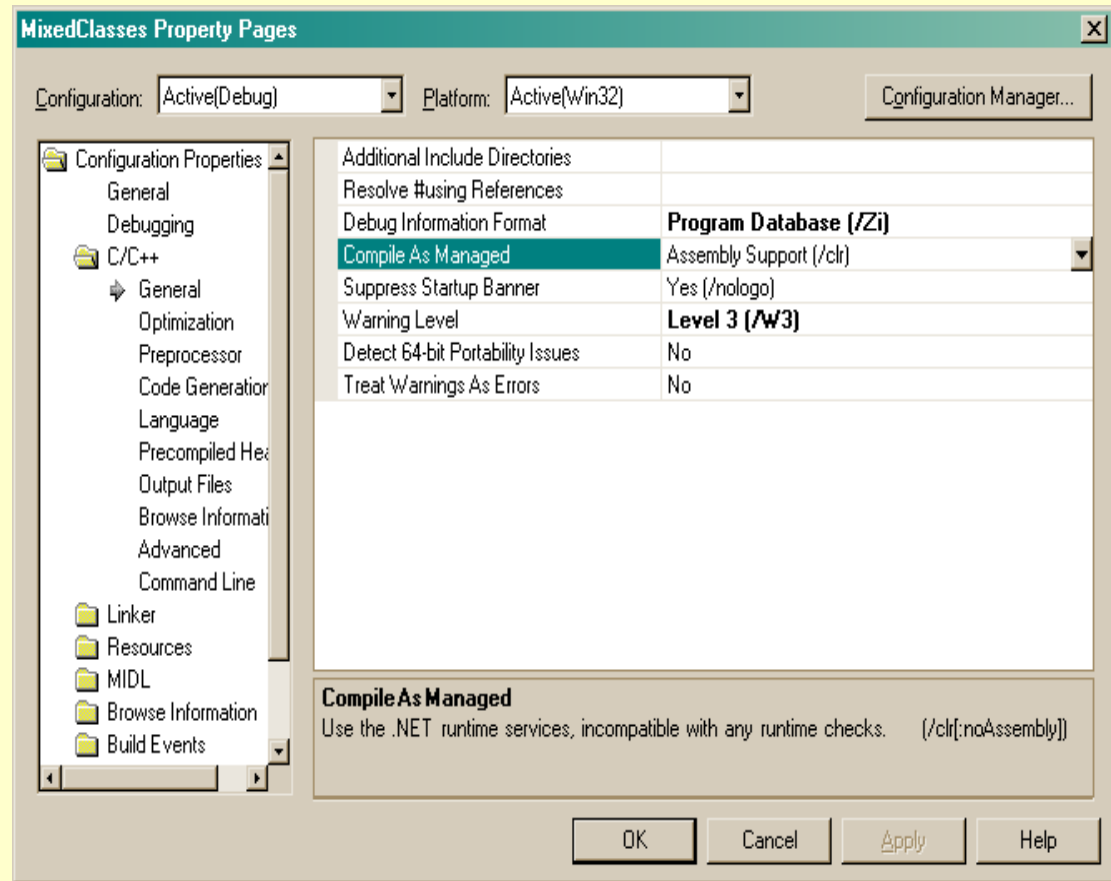 MixedClasses Property Pages
Configuration: Active(Debug) Platform: Active(Win32) Configuration Manager...
Configuration Properties
General
Debugging
C/C++
General
Optimization
Preprocessor
Code Generation
Language
Precompiled Hea
Output Files
Browse Informati
Advanced
Command Line
Linker
Resources
MIDL
Browse Information
Build Events
Additional Include Directories
Resolve #using References
Debug Information Format Program Database (/Zi)
Compile As Managed Assembly Support (/clr)
Suppress Startup Banner Yes (/nologo)
Warning Level Level 3 (/W3)
Detect 64-bit Portability Issues No
Treat Warnings As Errors No
Compile As Managed
Use the .NET runtime services, incompatible with any runtime checks. (/clr[:noAssembly])
OK Cancel Apply Help